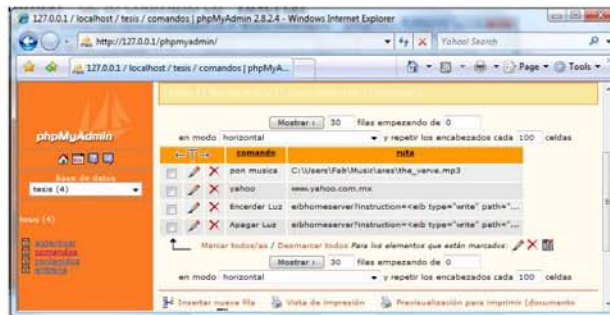 127.0.0.1 / localhost / tesis / comandos | phpMyAdmin 2.8.2.4 - Windows Internet Explorer
http://127.0.0.1/phpmyadmin/
Yahoo! Search
127.0.0.1 / localhost / tesis / comandos | phpMyA...
Page
Tools
phpMyAdmin
Base de datos
tesis (4)
tesis (4)
comandos
Mostrar : 30 filas empezando de 0
en modo horizontal y repetir los encabezados cada 100 celdas
comando ruta
pon musica C:\Users\Fab\Music\ares\the_verve.mp3
yahoo www.yahoo.com.mx
Encerder Luz eibhomeserver?instruction=<eib type="write" path="...
Apagar Luz eibhomeserver?instruction=<eib type="write" path="...
Marcar todos/as / Desmarcar todos Para los elementos que están marcados:
Mostrar : 30 filas empezando de 0
en modo horizontal y repetir los encabezados cada 100 celdas
Insertar nueva fila Vista de impresión Previsualización para imprimir (documento